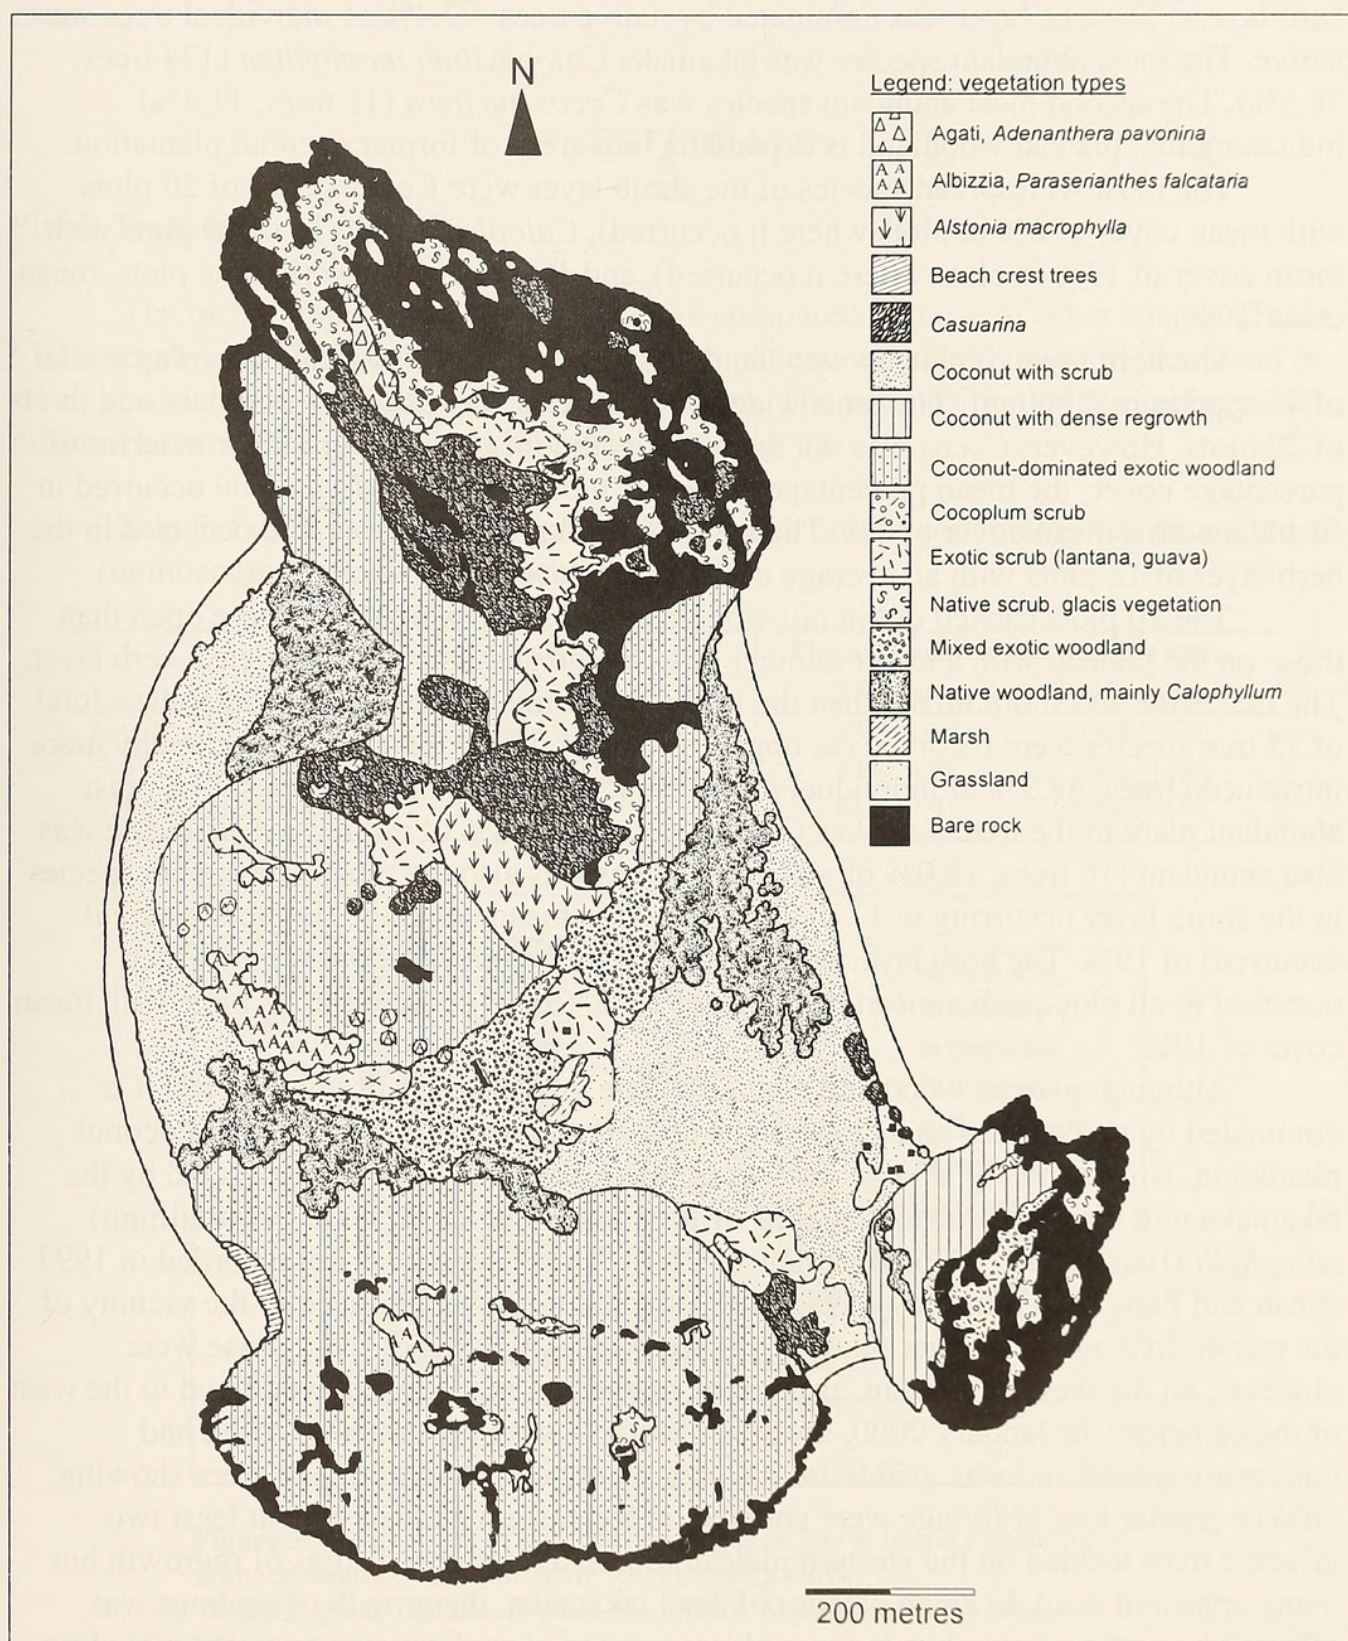 N
Legend: vegetation types
Agati, Adenanthera pavonina
Albizzia, Paraserianthes falcataria
Alstonia macrophylla
Beach crest trees
Casuarina
Coconut with scrub
Coconut with dense regrowth
Coconut-dominated exotic woodland
Cocoplum scrub
Exotic scrub (lantana, guava)
Native scrub, glacis vegetation
Mixed exotic woodland
Native woodland, mainly Calophyllum
Marsh
Grassland
Bare rock
200 metres